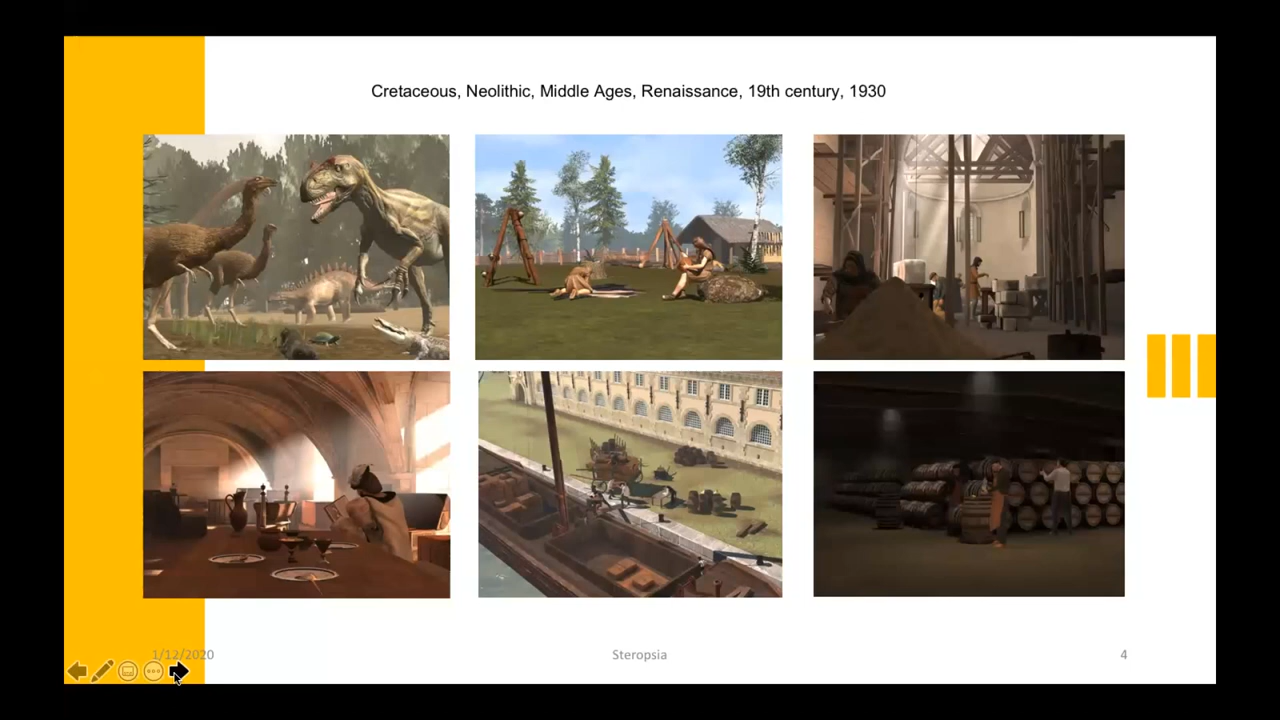 Cretaceous, Neolithic, Middle Ages, Renaissance, 19th century, 1930
1/12/2020
Steropsia
4